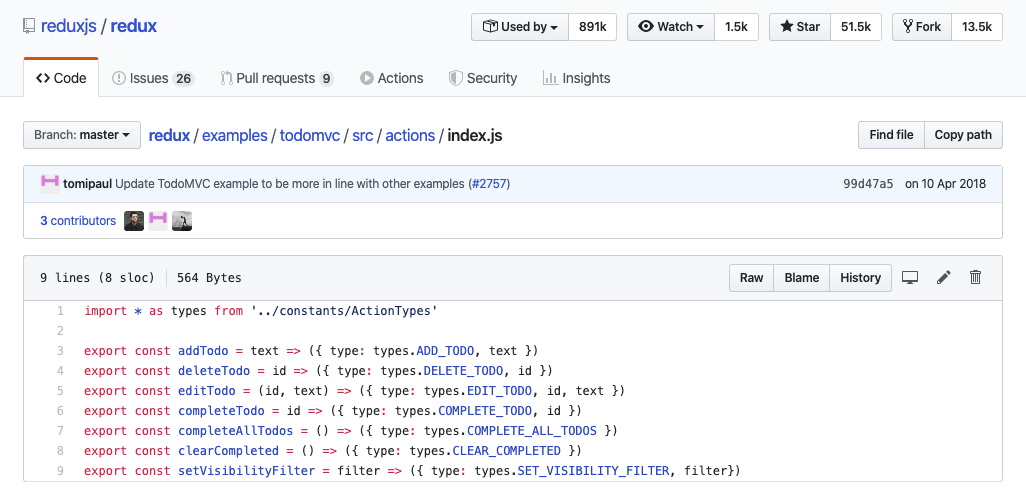 reduxjs / redux
Used by 891k Watch 1.5k Star 51.5k Fork 13.5k
Code Issues 26 Pull requests 9 Actions Security Insights
Branch: master redux / examples / todomvc / src / actions / index.js Find file Copy path
tomipaul Update TodoMVC example to be more in line with other examples (#2757) 99d47a5 on 10 Apr 2018
3 contributors
9 lines (8 sloc) 564 Bytes Raw Blame History
1 import * as types from '../constants/ActionTypes'
2
3 export const addTodo = text => ({ type: types.ADD_TODO, text })
4 export const deleteTodo = id => ({ type: types.DELETE_TODO, id })
5 export const editTodo = (id, text) => ({ type: types.EDIT_TODO, id, text })
6 export const completeTodo = id => ({ type: types.COMPLETE_TODO, id })
7 export const completeAllTodos = () => ({ type: types.COMPLETE_ALL_TODOS })
8 export const clearCompleted = () => ({ type: types.CLEAR_COMPLETED })
9 export const setVisibilityFilter = filter => ({ type: types.SET_VISIBILITY_FILTER, filter})